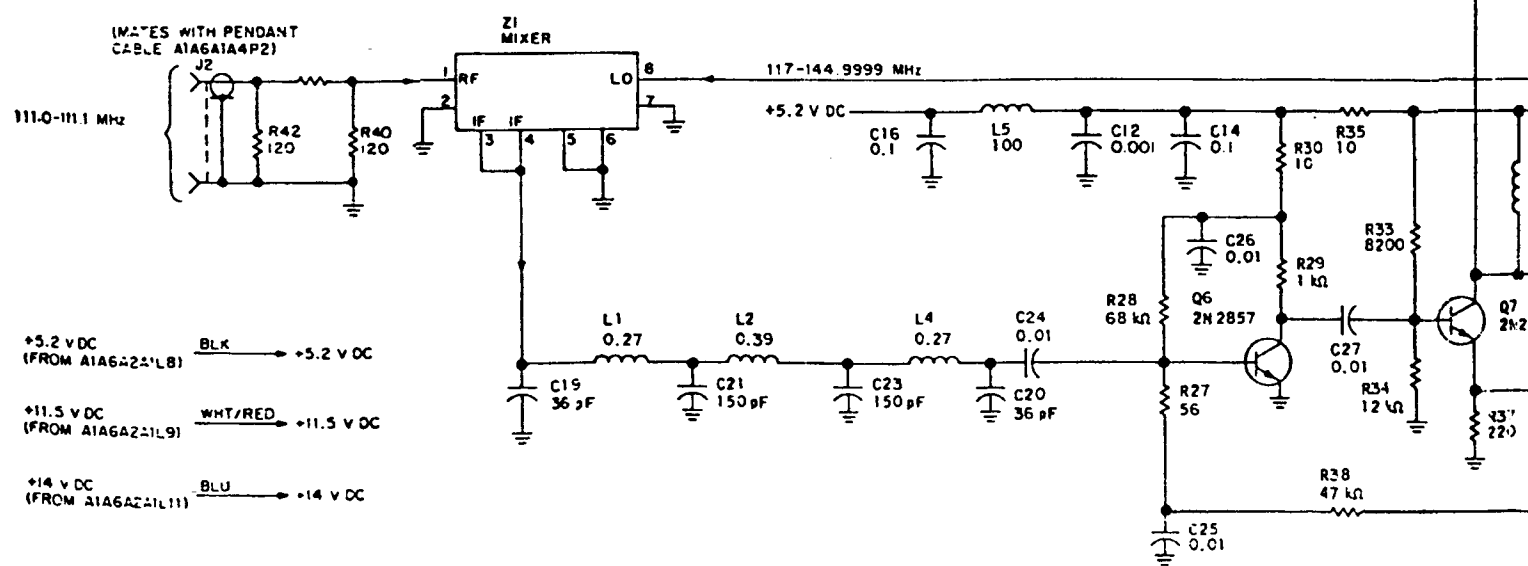 (MATES WITH PENDANT
CABLE A1A6A1A4P2)
J2
111.0-111.1 MHz
R42
120
R40
120
Z1
MIXER
1
RF
2
IF
IF
3
4
5
6
LO
8
7
117-144.9999 MHz
+5.2 V DC
C16
0.1
L5
100
C12
0.001
C14
0.1
R30
10
R35
10
C26
0.01
R33
8200
R29
1 kΩ
R28
68 kΩ
Q6
2N2857
Q7
C27
0.01
R34
12 kΩ
R27
56
220
R38
47 kΩ
C25
0.01
L1
0.27
L2
0.39
L4
0.27
C24
0.01
C19
36 pF
C21
150 pF
C23
150 pF
C20
36 pF
+5.2 V DC
(FROM A1A6A2A1L8)
BLK
+5.2 V DC
+11.5 V DC
(FROM A1A6A2A1L9)
WHT/RED
+11.5 V DC
+14 V DC
(FROM A1A6A2A1L11)
BLU
+14 V DC